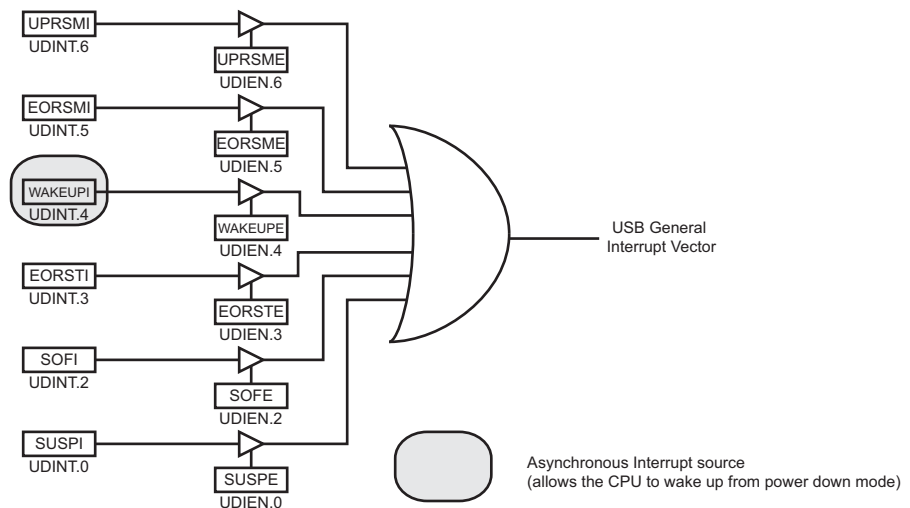 UPRSMI
UDINT.6
UPRSME
UDIEN.6
EORSMI
UDINT.5
EORSME
UDIEN.5
WAKEUPI
UDINT.4
WAKEUPE
UDIEN.4
EORSTI
UDINT.3
EORSTE
UDIEN.3
SOFI
UDINT.2
SOFE
UDIEN.2
SUSPI
UDINT.0
SUSPE
UDIEN.0
USB General
Interrupt Vector
Asynchronous Interrupt source
(allows the CPU to wake up from power down mode)